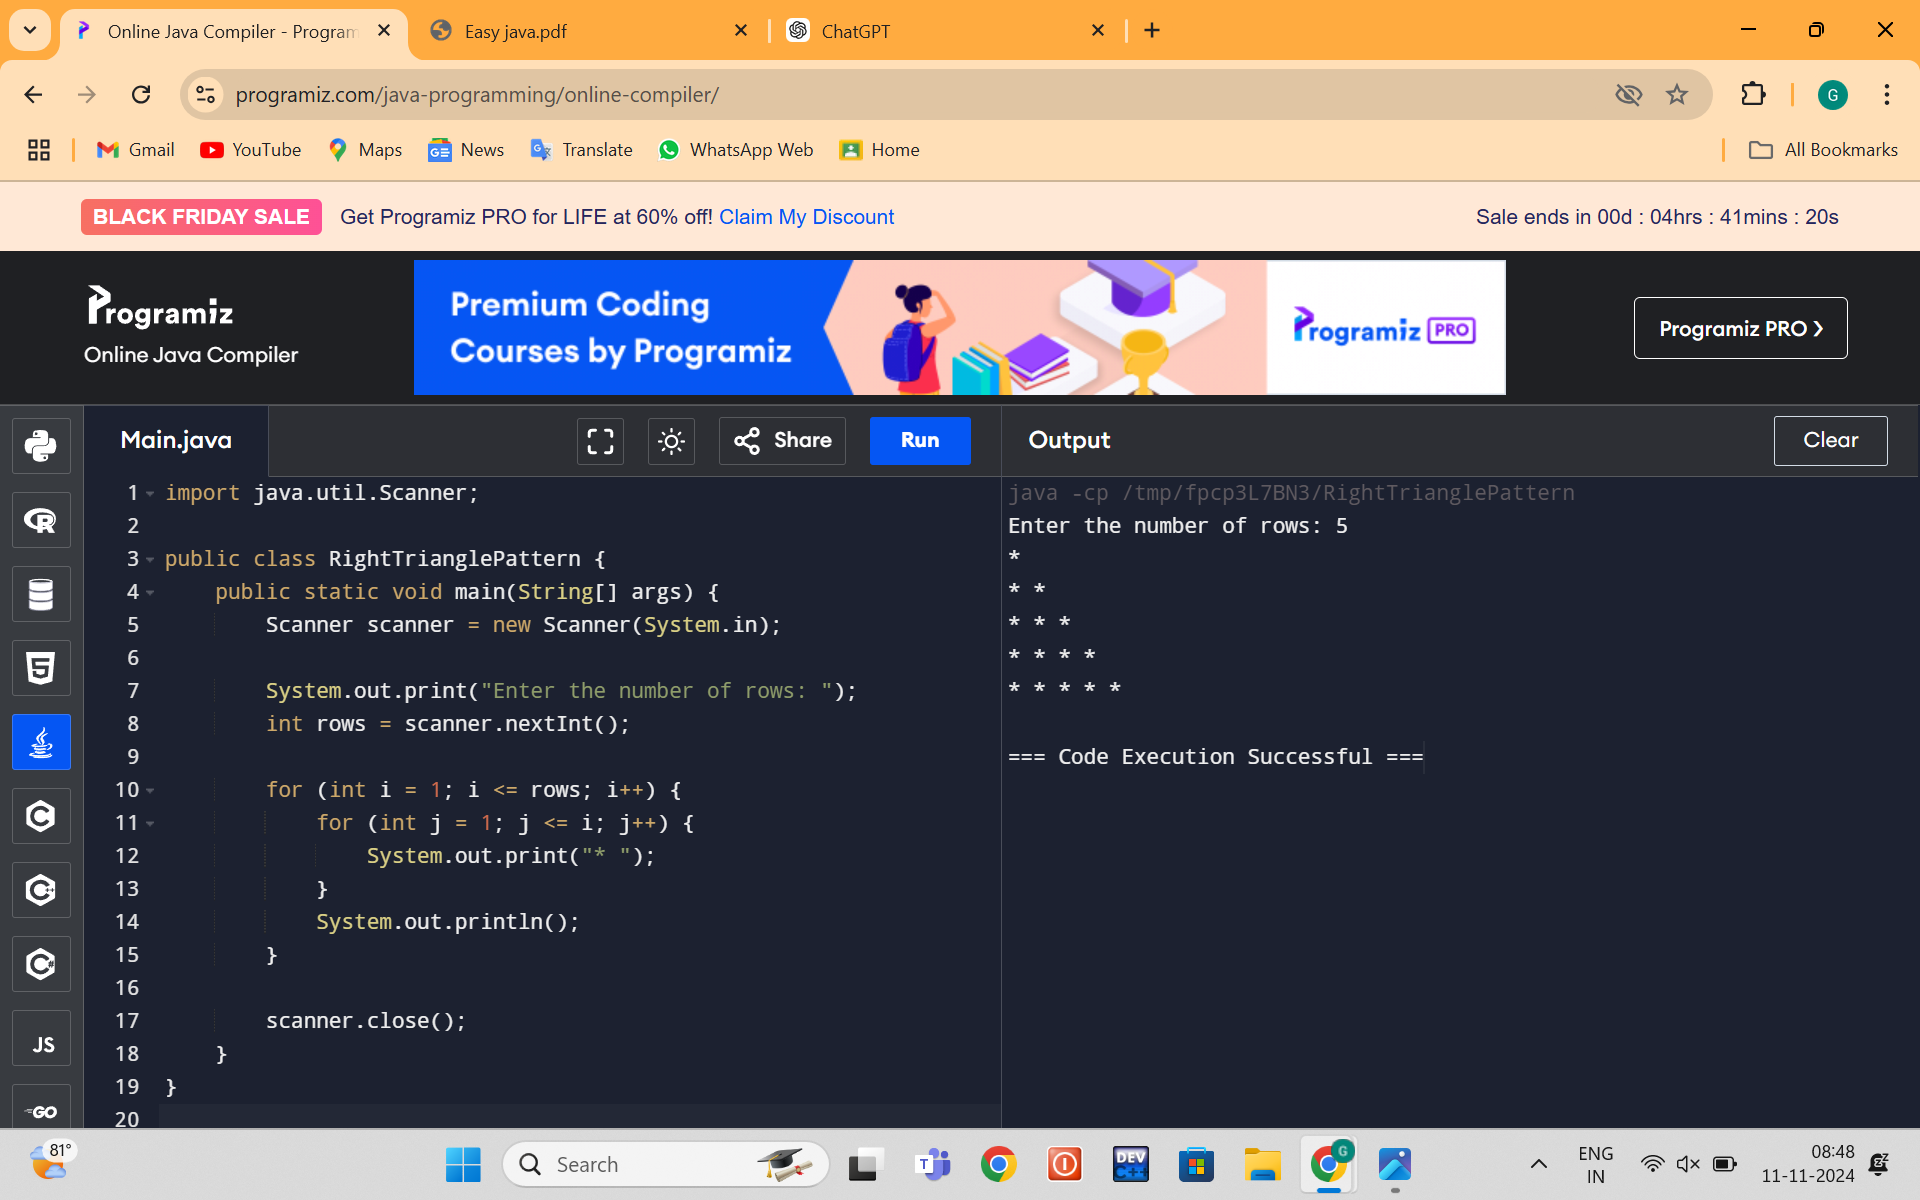 Online Java Compiler - Program
Easy java.pdf
ChatGPT
programiz.com/java-programming/online-compiler/
G
Gmail
YouTube
Maps
News
Translate
WhatsApp Web
Home
All Bookmarks
BLACK FRIDAY SALE Get Programiz PRO for LIFE at 60% off! Claim My Discount
Sale ends in 00d : 04hrs : 41mins : 20s
Programiz
Online Java Compiler
Premium Coding
Courses by Programiz
Programiz PRO
Programiz PRO ❯
Main.java
Share
Run
Output
Clear
1 import java.util.Scanner;
2
3 public class RightTrianglePattern {
4     public static void main(String[] args) {
5         Scanner scanner = new Scanner(System.in);
6
7         System.out.print("Enter the number of rows: ");
8         int rows = scanner.nextInt();
9
10         for (int i = 1; i <= rows; i++) {
11             for (int j = 1; j <= i; j++) {
12                 System.out.print("* ");
13             }
14             System.out.println();
15         }
16
17         scanner.close();
18     }
19 }
20
java -cp /tmp/fpcp3L7BN3/RightTrianglePattern
Enter the number of rows: 5
*
* *
* * *
* * * *
* * * * *
=== Code Execution Successful ===
R
5
C
C++
C#
JS
GO
81°
Search
T
DEV
C++
G
ENG
IN
08:48
11-11-2024